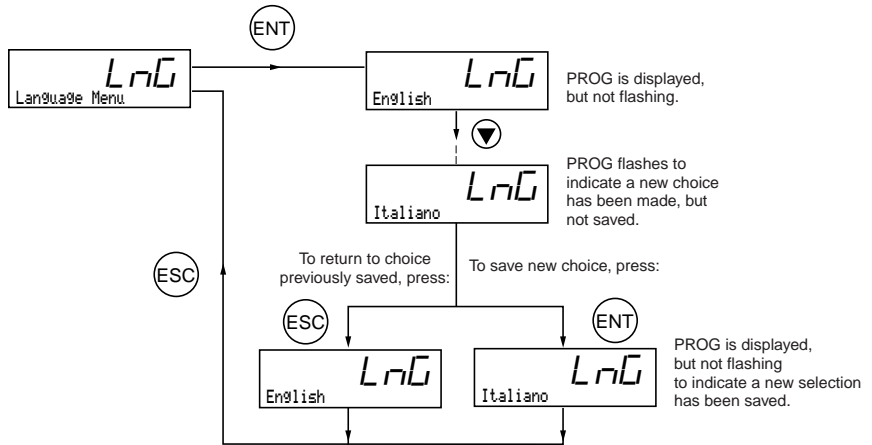 ENT
LnG
Language Menu
LnG
English
PROG is displayed,
but not flashing.
LnG
Italiano
PROG flashes to
indicate a new choice
has been made, but
not saved.
ESC
To return to choice
previously saved, press:
To save new choice, press:
ESC
ENT
LnG
English
LnG
Italiano
PROG is displayed,
but not flashing
to indicate a new selection
has been saved.